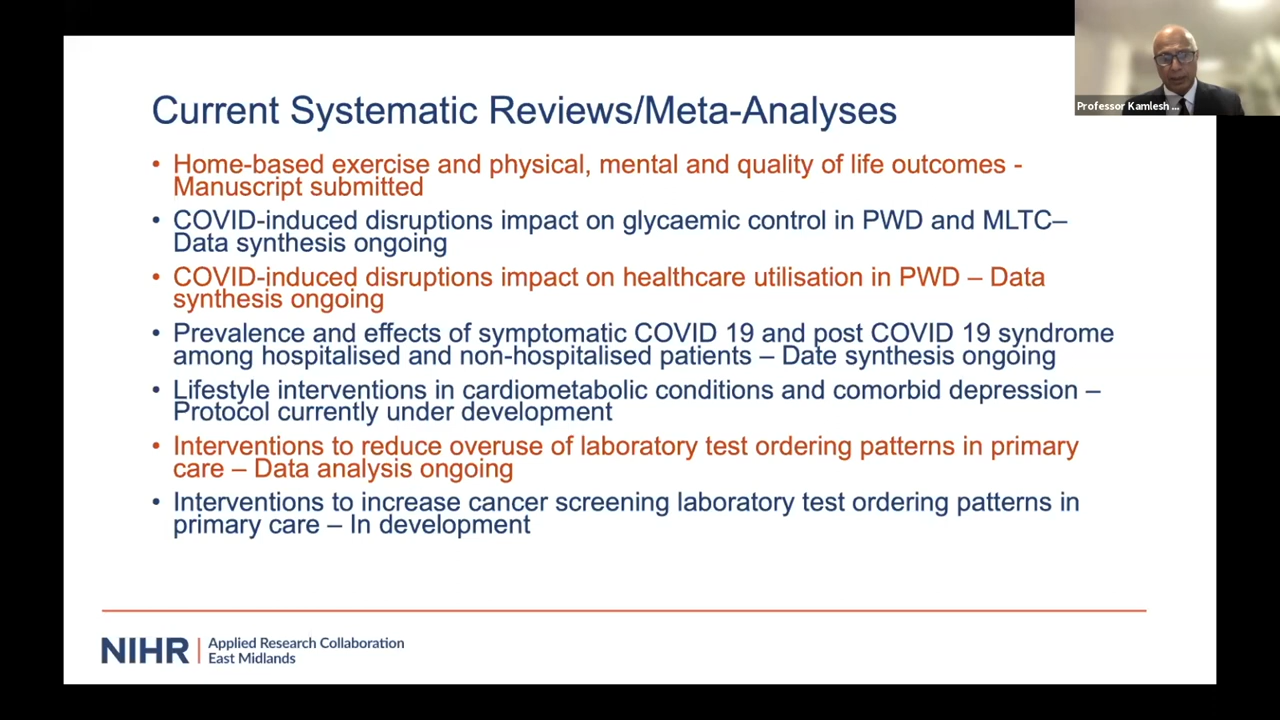 Professor Kamlesh ...
Current Systematic Reviews/Meta-Analyses
• Home-based exercise and physical, mental and quality of life outcomes -
Manuscript submitted
• COVID-induced disruptions impact on glycaemic control in PWD and MLTC–
Data synthesis ongoing
• COVID-induced disruptions impact on healthcare utilisation in PWD – Data
synthesis ongoing
• Prevalence and effects of symptomatic COVID 19 and post COVID 19 syndrome
among hospitalised and non-hospitalised patients – Date synthesis ongoing
• Lifestyle interventions in cardiometabolic conditions and comorbid depression –
Protocol currently under development
• Interventions to reduce overuse of laboratory test ordering patterns in primary
care – Data analysis ongoing
• Interventions to increase cancer screening laboratory test ordering patterns in
primary care – In development
NIHR | Applied Research Collaboration
East Midlands